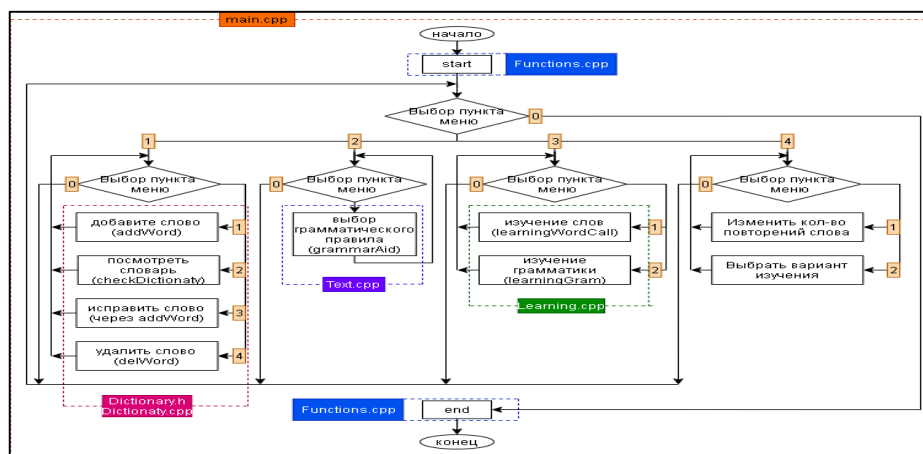 main.cpp
начало
start
Functions.cpp
Выбор пункта
меню
0
1
2
3
4
Выбор пункта
меню
0
Выбор пункта
меню
0
Выбор пункта
меню
0
Выбор пункта
меню
0
добавите слово
(addWord)
1
посмотреть
словарь
(checkDictionaty)
2
исправить слово
(через addWord)
3
удалить слово
(delWord)
4
Dictionary.h
Dictionaty.cpp
выбор
грамматического
правила
(grammarAid)
Text.cpp
изучение слов
(learningWordCall)
1
изучение
грамматики
(learningGram)
2
Learning.cpp
Изменить кол-во
повторений слова
1
Выбрать вариант
изучения
2
Functions.cpp
end
конец